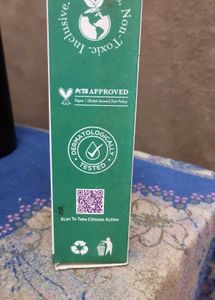 Non-Toxic. Inclusive.
PETA APPROVED
Vegan | Global Animal Test Policy
DERMATOLOGICALLY
TESTED
Scan To Take Climate Action